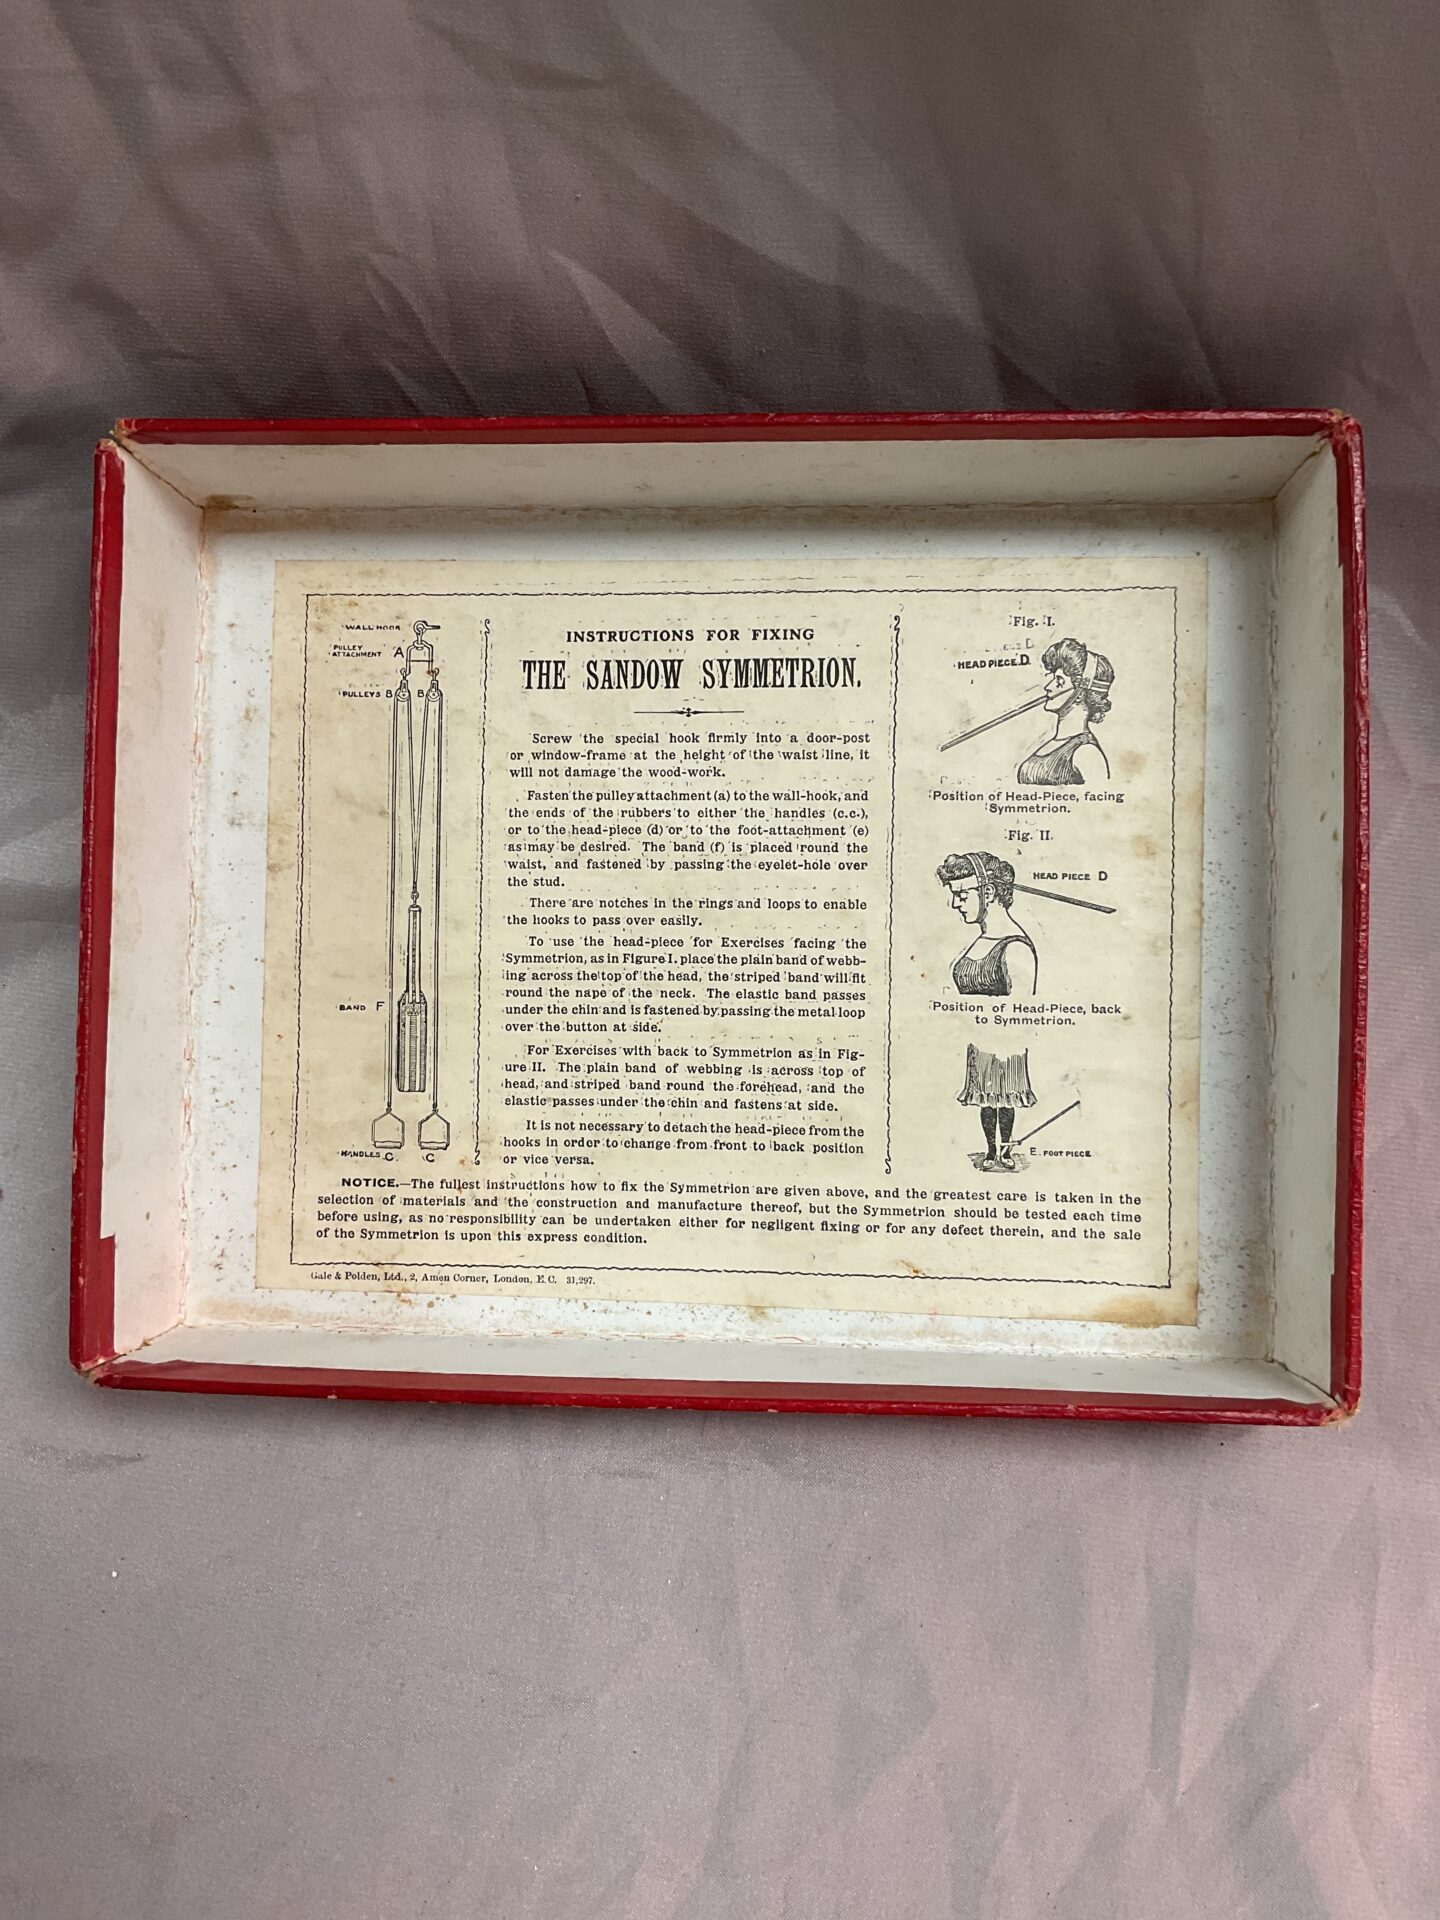 WALL HOOK
PULLEY
ATTACHMENT A
PULLEYS B B
BAND F
HANDLES C. C
INSTRUCTIONS FOR FIXING
THE SANDOW SYMMETRION.
Screw the special hook firmly into a door-post
or window-frame at the height of the waist line, it
will not damage the wood-work.
Fasten the pulley attachment (a) to the wall-hook, and
the ends of the rubbers to either the handles (c.c.),
or to the head-piece (d) or to the foot-attachment (e)
as may be desired. The band (f) is placed round the
waist, and fastened by passing the eyelet-hole over
the stud.
There are notches in the rings and loops to enable
the hooks to pass over easily.
To use the head-piece for Exercises facing the
Symmetrion, as in Figure I. place the plain band of webb-
ing across the top of the head, the striped band will fit
round the nape of the neck. The elastic band passes
under the chin and is fastened by passing the metal loop
over the button at side.
For Exercises with back to Symmetrion as in Fig-
ure II. The plain band of webbing is across top of
head, and striped band round the forehead, and the
elastic passes under the chin and fastens at side.
It is not necessary to detach the head-piece from the
hooks in order to change from front to back position
or vice versa.
Fig. I.
HEAD PIECE D.
Position of Head-Piece, facing
Symmetrion.
Fig. II.
HEAD PIECE D
Position of Head-Piece, back
to Symmetrion.
E. FOOT PIECE
NOTICE.—The fullest instructions how to fix the Symmetrion are given above, and the greatest care is taken in the
selection of materials and the construction and manufacture thereof, but the Symmetrion should be tested each time
before using, as no responsibility can be undertaken either for negligent fixing or for any defect therein, and the sale
of the Symmetrion is upon this express condition.
Gale & Polden, Ltd., 2, Amen Corner, London, E.C. 31,297.